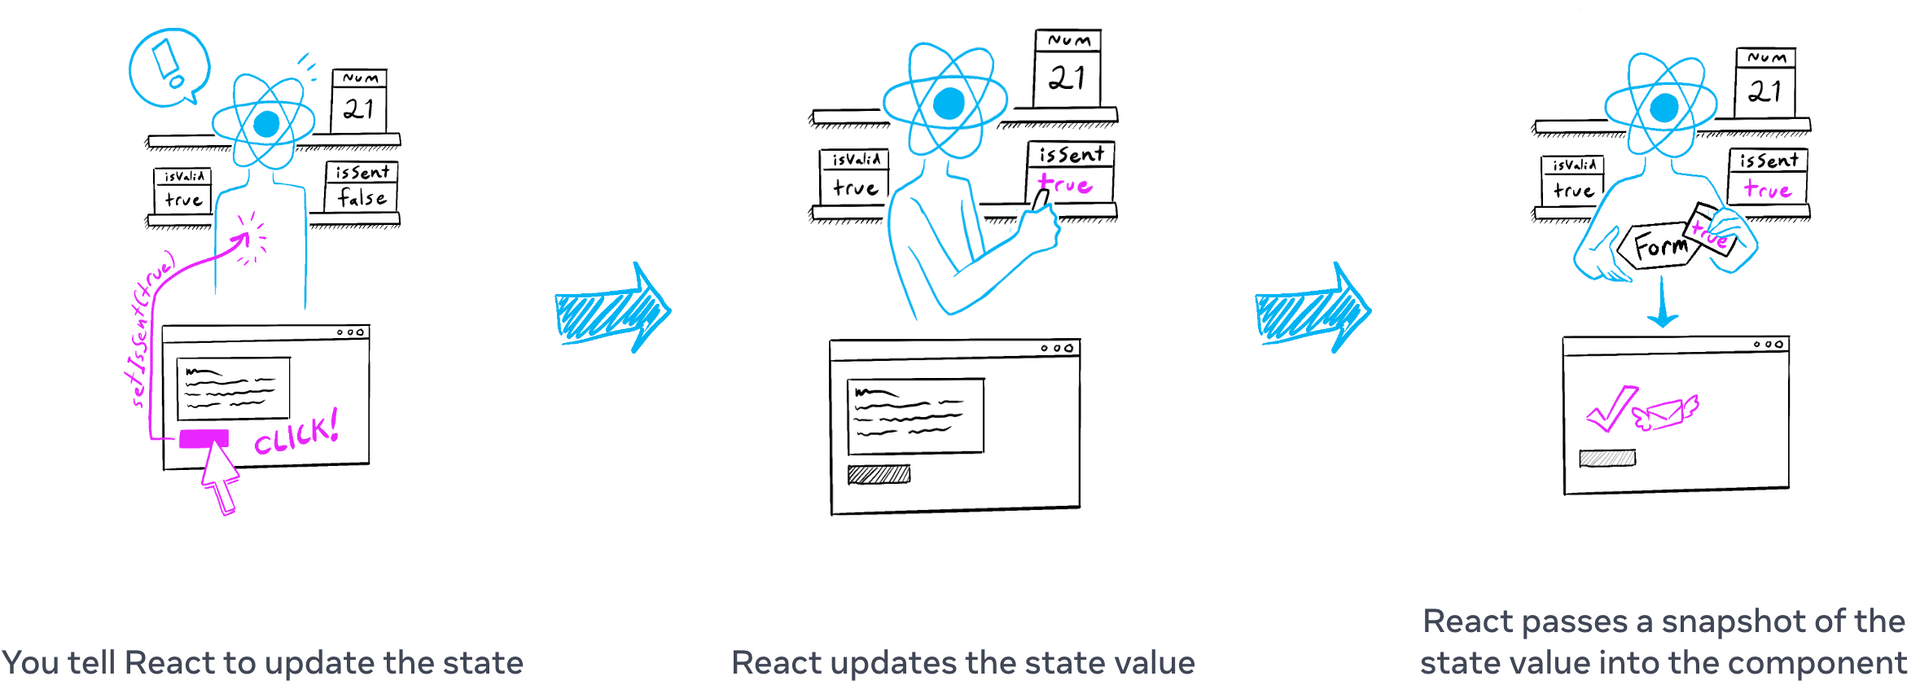 !
Num
21
isValid
true
isSent
false
setIsSent(true)
CLICK!
You tell React to update the state
Num
21
isValid
true
isSent
true
React updates the state value
Num
21
isValid
true
isSent
true
Form
true
React passes a snapshot of the
state value into the component